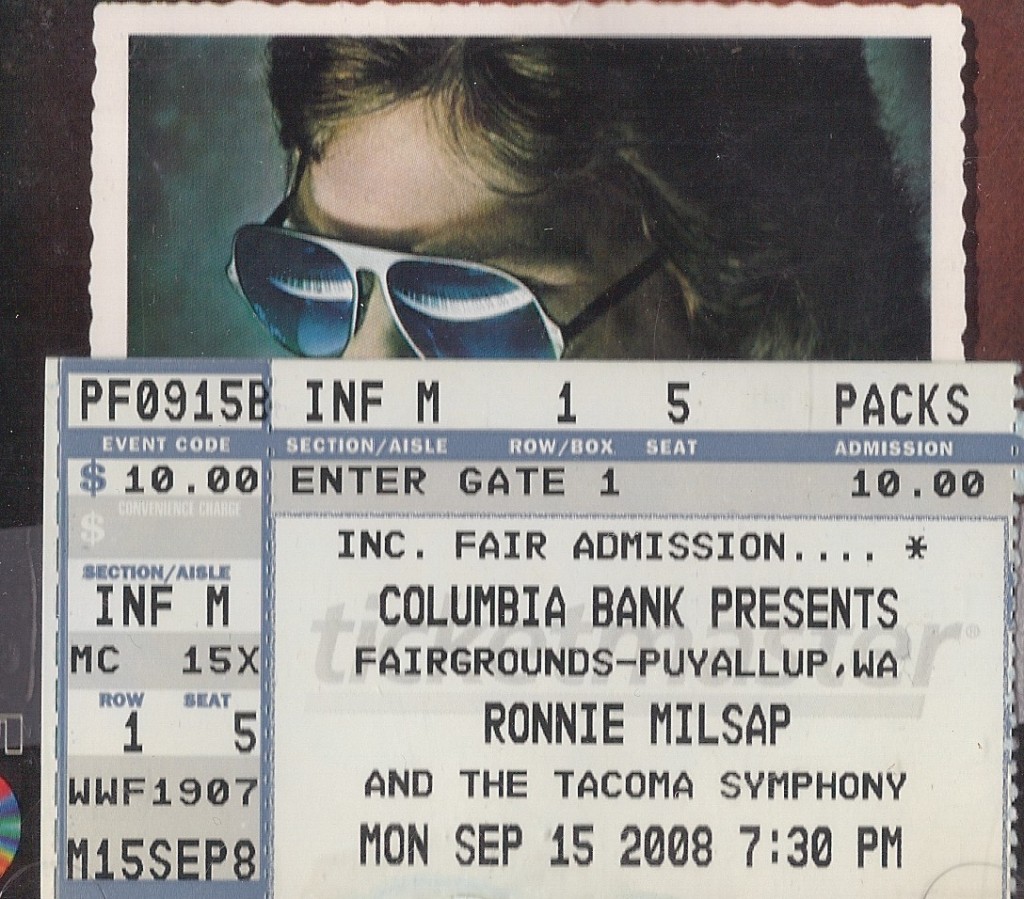 PF0915B INF M 1 5 PACKS
EVENT CODE SECTION/AISLE ROW/BOX SEAT ADMISSION
$ 10.00 ENTER GATE 1 10.00
CONVENIENCE CHARGE
$
INC. FAIR ADMISSION.... *
SECTION/AISLE
INF M COLUMBIA BANK PRESENTS
ticketmaster®
MC 15X FAIRGROUNDS-PUYALLUP,WA
ROW SEAT
1 5 RONNIE MILSAP
WWF1907 AND THE TACOMA SYMPHONY
M15SEP8 MON SEP 15 2008 7:30 PM